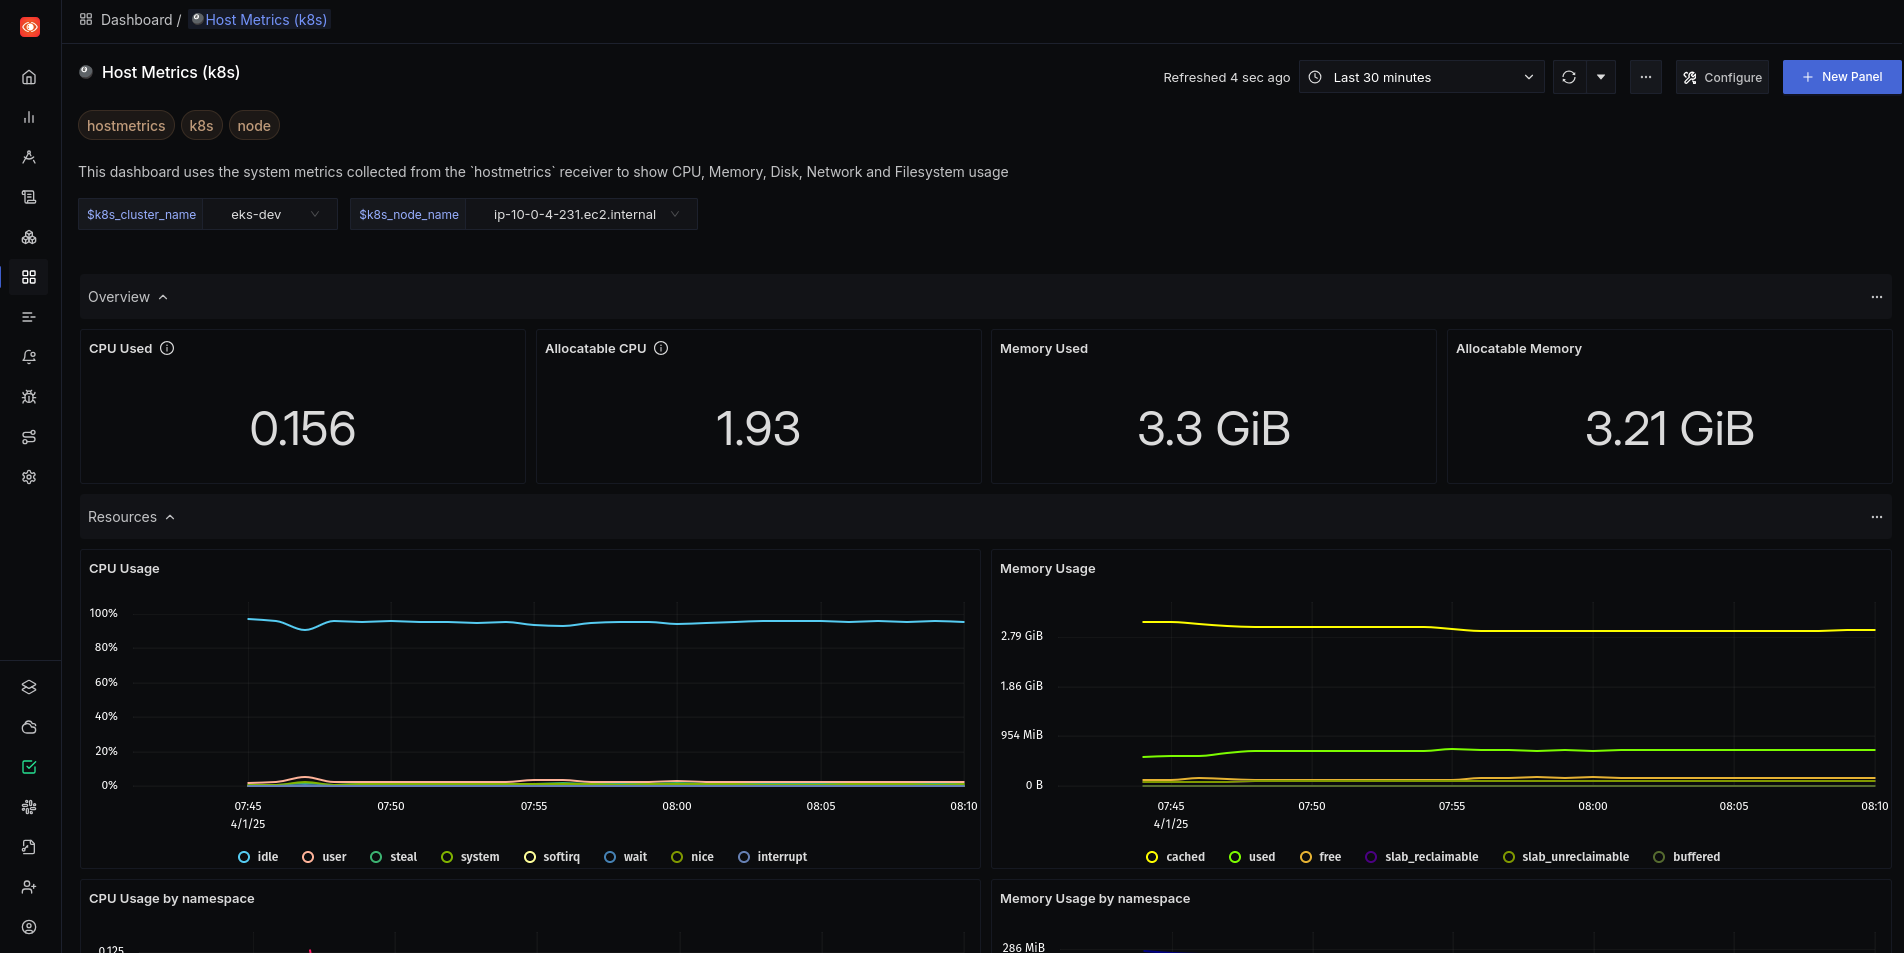 Dashboard / Host Metrics (k8s)
Host Metrics (k8s)
Refreshed 4 sec ago
Last 30 minutes
Configure
New Panel
hostmetrics
k8s
node
This dashboard uses the system metrics collected from the `hostmetrics` receiver to show CPU, Memory, Disk, Network and Filesystem usage
$k8s_cluster_name
eks-dev
$k8s_node_name
ip-10-0-4-231.ec2.internal
Overview
CPU Used
0.156
Allocatable CPU
1.93
Memory Used
3.3 GiB
Allocatable Memory
3.21 GiB
Resources
CPU Usage
100%
80%
60%
40%
20%
0%
07:45
07:50
07:55
08:00
08:05
08:10
4/1/25
idle
user
steal
system
softirq
wait
nice
interrupt
Memory Usage
2.79 GiB
1.86 GiB
954 MiB
0 B
07:45
07:50
07:55
08:00
08:05
08:10
4/1/25
cached
used
free
slab_reclaimable
slab_unreclaimable
buffered
CPU Usage by namespace
0.125
Memory Usage by namespace
286 MiB